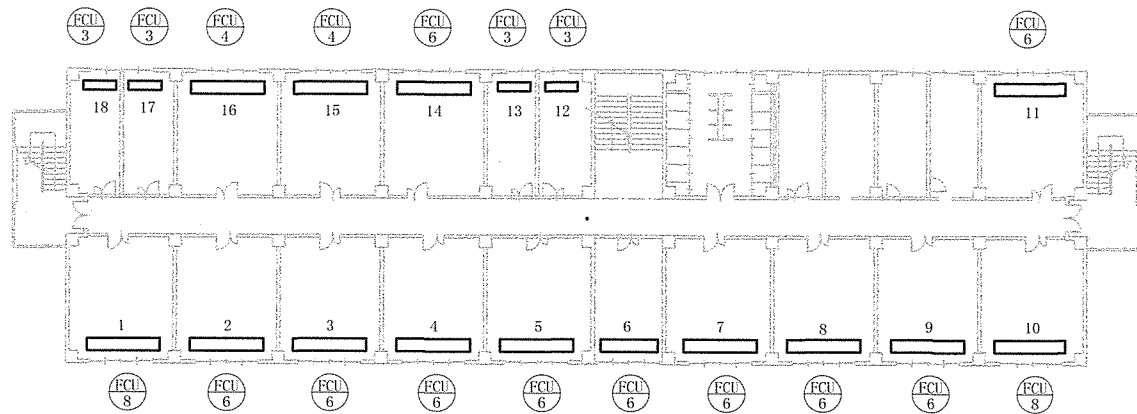 FCU FCU FCU FCU FCU FCU FCU FCU
3 3 4 4 6 3 3 6
18 17 16 15 14 13 12 11
1 2 3 4 5 6 7 8 9 10
FCU FCU FCU FCU FCU FCU FCU FCU FCU FCU
8 6 6 6 6 6 6 6 6 8